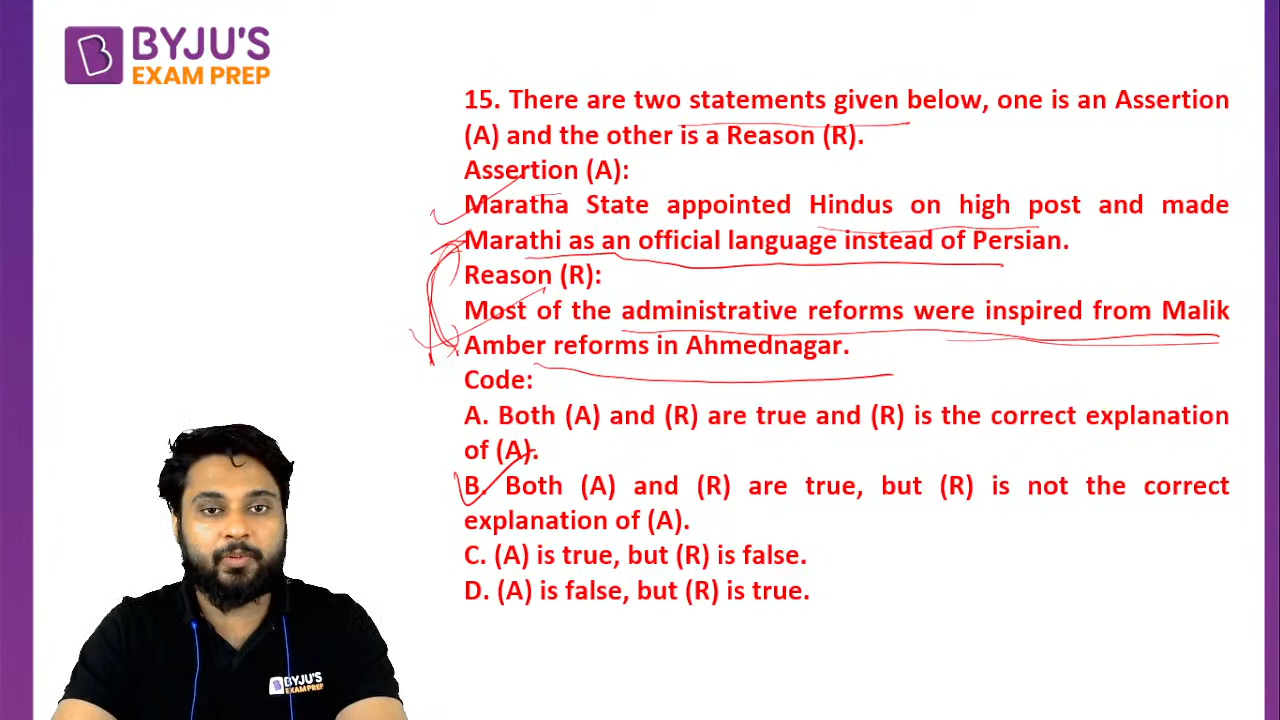 BYJU'S
EXAM PREP
15. There are two statements given below, one is an Assertion
(A) and the other is a Reason (R).
Assertion (A):
Maratha State appointed Hindus on high post and made
Marathi as an official language instead of Persian.
Reason (R):
Most of the administrative reforms were inspired from Malik
Amber reforms in Ahmednagar.
Code:
A. Both (A) and (R) are true and (R) is the correct explanation
of (A).
B. Both (A) and (R) are true, but (R) is not the correct
explanation of (A).
C. (A) is true, but (R) is false.
D. (A) is false, but (R) is true.
BYJU'S
EXAM PREP